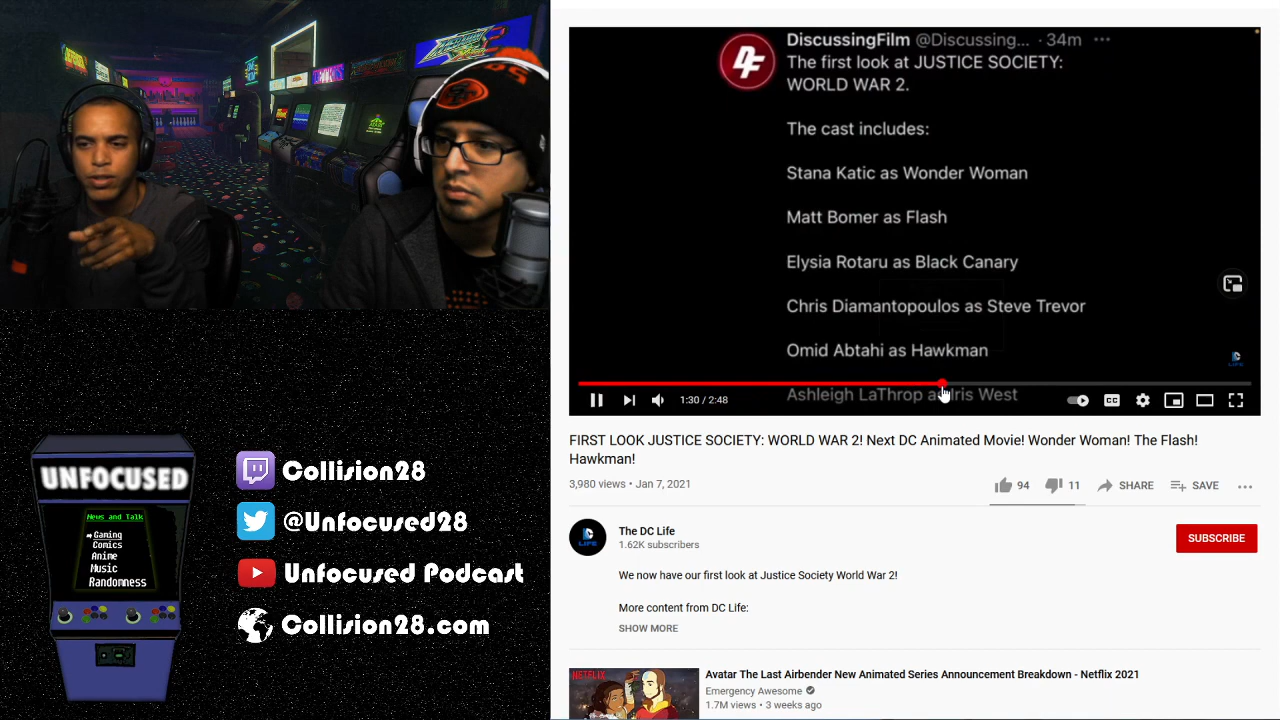 DiscussingFilm @Discussing... · 34m ...
The first look at JUSTICE SOCIETY:
WORLD WAR 2.
The cast includes:
Stana Katic as Wonder Woman
Matt Bomer as Flash
Elysia Rotaru as Black Canary
Chris Diamantopoulos as Steve Trevor
Omid Abtahi as Hawkman
Ashleigh LaThrop as Iris West
1:30 / 2:48
CC
FIRST LOOK JUSTICE SOCIETY: WORLD WAR 2! Next DC Animated Movie! Wonder Woman! The Flash!
Hawkman!
3,980 views • Jan 7, 2021
94
11
SHARE
SAVE
The DC Life
1.62K subscribers
SUBSCRIBE
We now have our first look at Justice Society World War 2!
More content from DC Life:
SHOW MORE
NETFLIX
Avatar The Last Airbender New Animated Series Announcement Breakdown - Netflix 2021
Emergency Awesome
1.7M views • 3 weeks ago
UNFOCUSED
News and Talk
Gaming
Comics
Anime
Music
Randomness
Collision28
@Unfocused28
Unfocused Podcast
Collision28.com